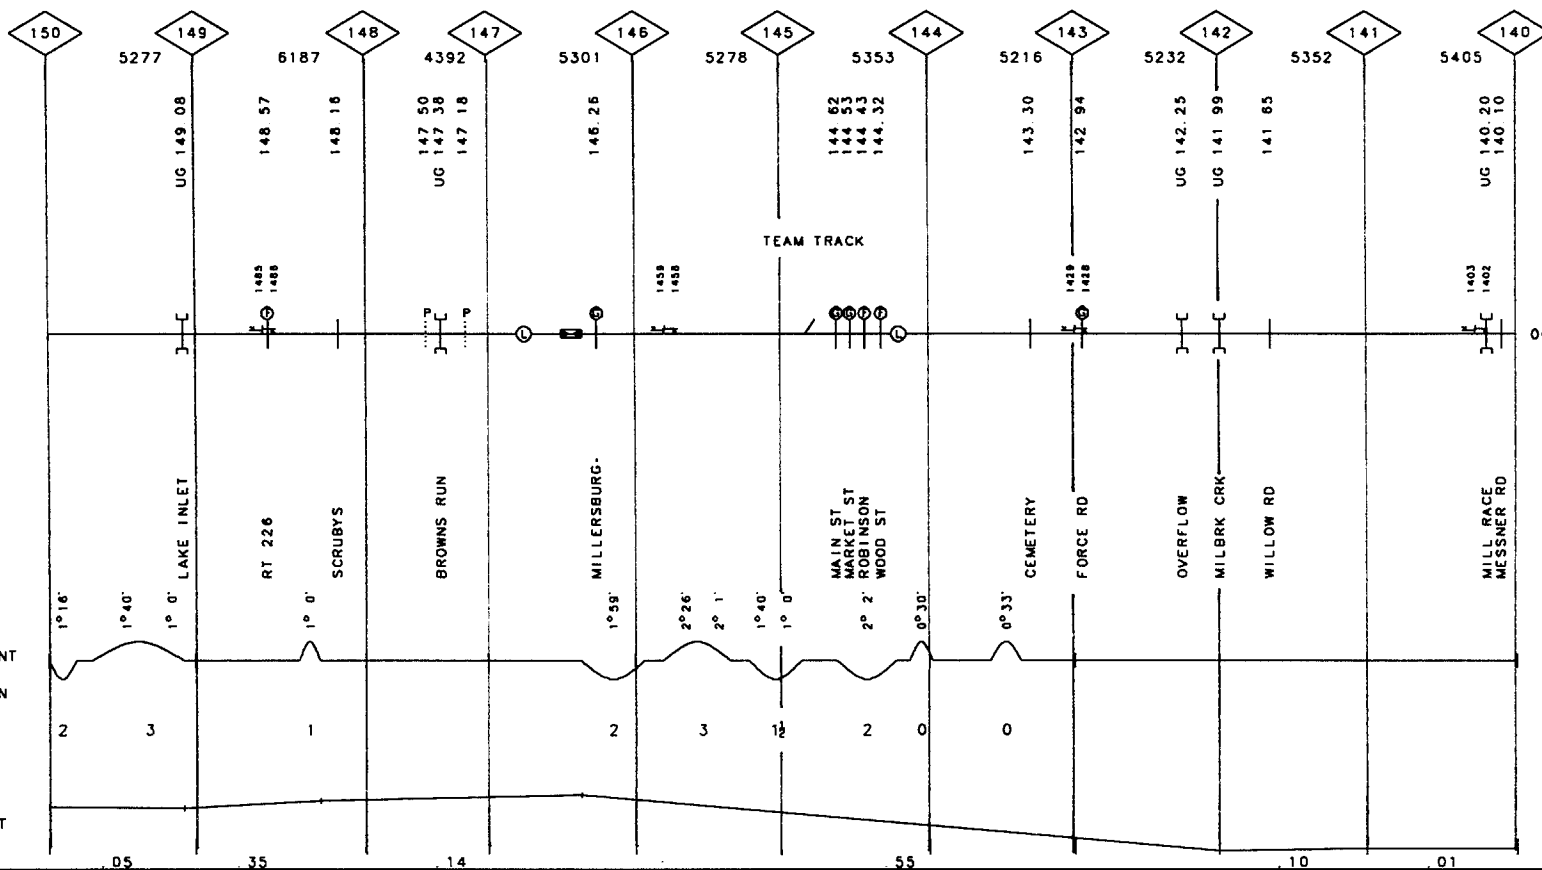 150 149 148 147 146 145 144 143 142 141 140
5277 6187 4392 5301 5278 5353 5216 5232 5352 5405
UG 149.08
148.57
148.16
147.50
UG 147.38
147.18
146.26
144.62
144.53
144.43
144.32
143.30
142.94
UG 142.25
UG 141.99
141.65
UG 140.20
140.10
TEAM TRACK
1485
1486
1459
1458
1429
1428
1403
1402
F P P G G G F F G
L L
LAKE INLET
RT 226
SCRUBYS
BROWNS RUN
MILLERSBURG-
MAIN ST
MARKET ST
ROBINSON
WOOD ST
CEMETERY
FORCE RD
OVERFLOW
MILBRK CRK
WILLOW RD
MILL RACE
MESSNER RD
1°16' 1°40' 1°0' 1°0' 1°59' 2°26' 2°1' 1°40' 1°0' 2°2' 0°30' 0°33'
NT
N
2 3 1 2 3 1½ 2 0 0
T
.05 .35 .14 .55 .10 .01